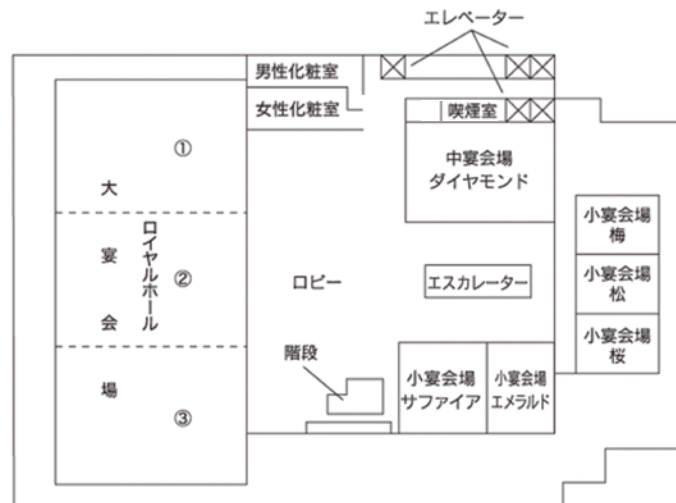 エレベーター
男性化粧室
女性化粧室
喫煙室
中宴会場
ダイヤモンド
①
大宴会場
ロイヤルホール
②
③
ロビー
エスカレーター
階段
小宴会場
サファイア
小宴会場
エメラルド
小宴会場
梅
小宴会場
松
小宴会場
桜